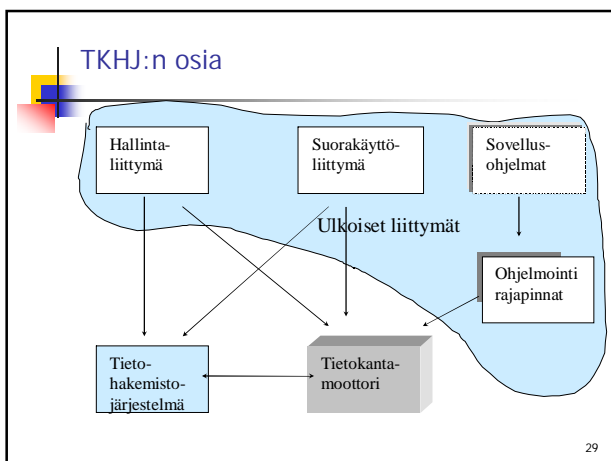 TKHJ:n osia
Hallinta-
liittymä
Suorakäyttö-
liittymä
Sovellus-
ohjelmat
Ulkoiset liittymät
Ohjelmointi
rajapinnat
Tieto-
hakemisto-
järjestelmä
Tietokanta-
moottori
29